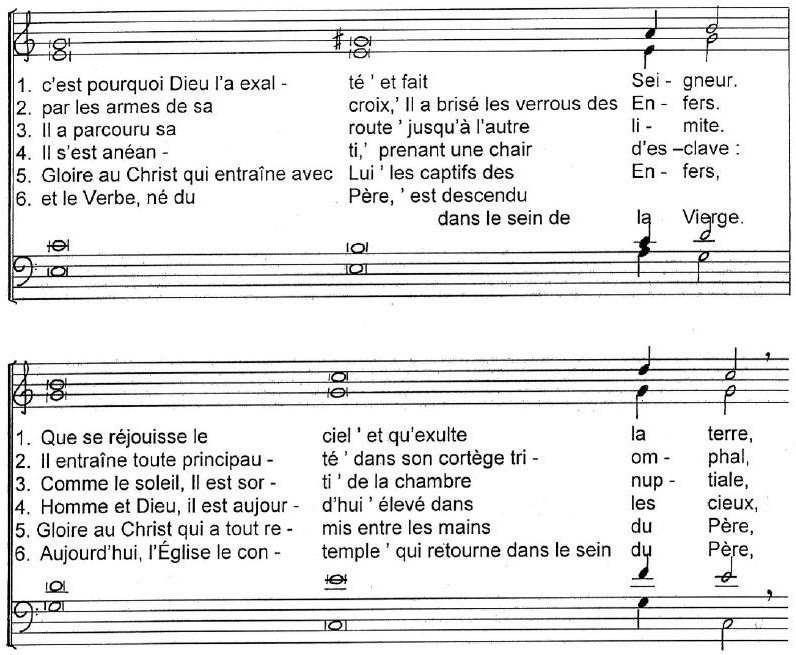 1. c'est pourquoi Dieu l'a exal - té ' et fait Sei - gneur.
2. par les armes de sa croix,' Il a brisé les verrous des En - fers.
3. Il a parcouru sa route ' jusqu'à l'autre li - mite.
4. Il s'est anéan - ti,' prenant une chair d'es –clave :
5. Gloire au Christ qui entraîne avec Lui ' les captifs des En - fers,
6. et le Verbe, né du Père, ' est descendu
dans le sein de la Vierge.
1. Que se réjouisse le ciel ' et qu'exulte la terre,
2. Il entraîne toute principau - té ' dans son cortège tri - om - phal,
3. Comme le soleil, Il est sor - ti ' de la chambre nup - tiale,
4. Homme et Dieu, il est aujour - d'hui ' élevé dans les cieux,
5. Gloire au Christ qui a tout re - mis entre les mains du Père,
6. Aujourd'hui, l'Église le con - temple ' qui retourne dans le sein du Père,